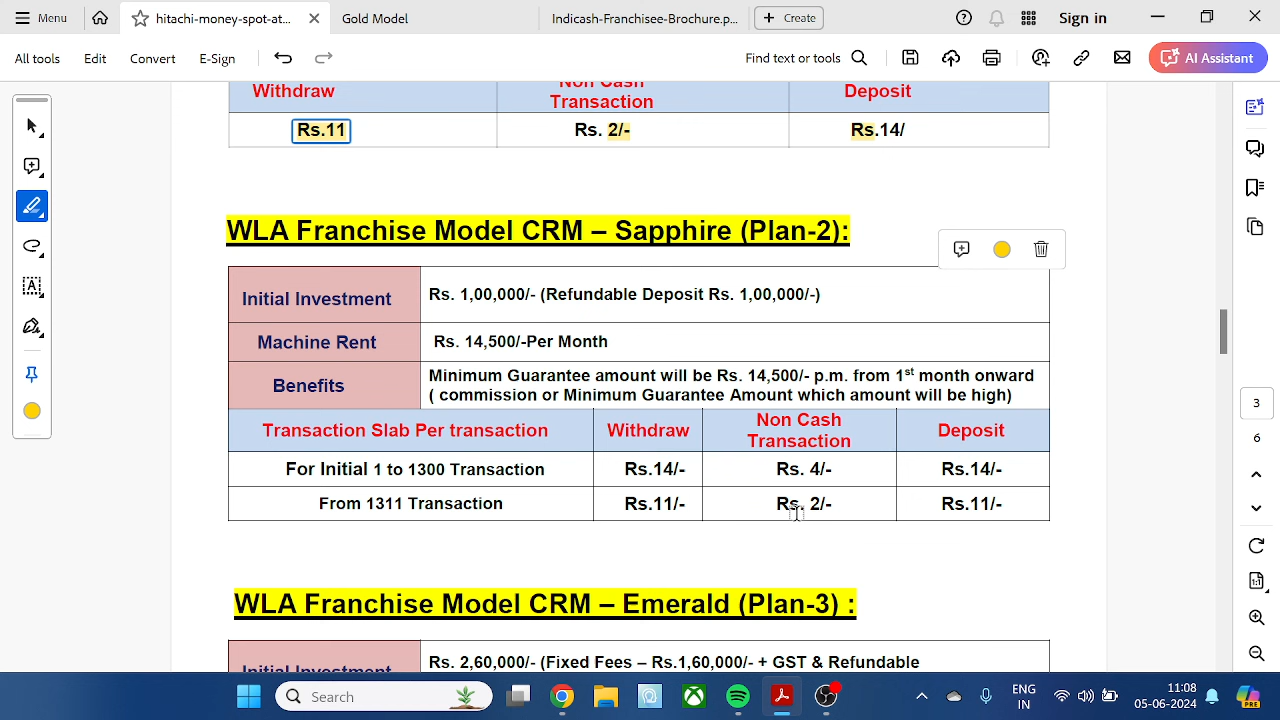 Menu
hitachi-money-spot-at...
Gold Model
Indicash-Franchisee-Brochure.p...
Create
Sign in
All tools
Edit
Convert
E-Sign
Find text or tools
AI Assistant
Withdraw
Non Cash
Transaction
Deposit
Rs.11
Rs. 2/-
Rs.14/
WLA Franchise Model CRM – Sapphire (Plan-2):
Initial Investment
Rs. 1,00,000/- (Refundable Deposit Rs. 1,00,000/-)
Machine Rent
Rs. 14,500/-Per Month
Benefits
Minimum Guarantee amount will be Rs. 14,500/- p.m. from 1st month onward
( commission or Minimum Guarantee Amount which amount will be high)
Transaction Slab Per transaction
Withdraw
Non Cash
Transaction
Deposit
For Initial 1 to 1300 Transaction
Rs.14/-
Rs. 4/-
Rs.14/-
From 1311 Transaction
Rs.11/-
Rs. 2/-
Rs.11/-
WLA Franchise Model CRM – Emerald (Plan-3) :
Initial Investment
Rs. 2,60,000/- (Fixed Fees – Rs.1,60,000/- + GST & Refundable
3
6
1:1
Search
ENG
IN
11:08
05-06-2024
PRE